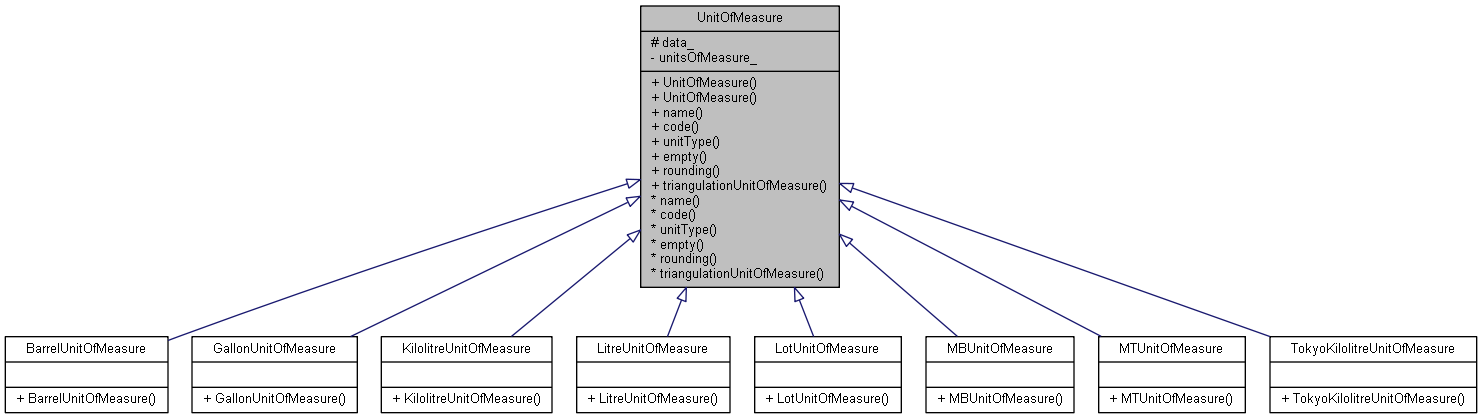 UnitOfMeasure
# data_
- unitsOfMeasure_
+ UnitOfMeasure()
+ UnitOfMeasure()
+ name()
+ code()
+ unitType()
+ empty()
+ rounding()
+ triangulationUnitOfMeasure()
* name()
* code()
* unitType()
* empty()
* rounding()
* triangulationUnitOfMeasure()
BarrelUnitOfMeasure
+ BarrelUnitOfMeasure()
GallonUnitOfMeasure
+ GallonUnitOfMeasure()
KilolitreUnitOfMeasure
+ KilolitreUnitOfMeasure()
LitreUnitOfMeasure
+ LitreUnitOfMeasure()
LotUnitOfMeasure
+ LotUnitOfMeasure()
MBUnitOfMeasure
+ MBUnitOfMeasure()
MTUnitOfMeasure
+ MTUnitOfMeasure()
TokyoKilolitreUnitOfMeasure
+ TokyoKilolitreUnitOfMeasure()